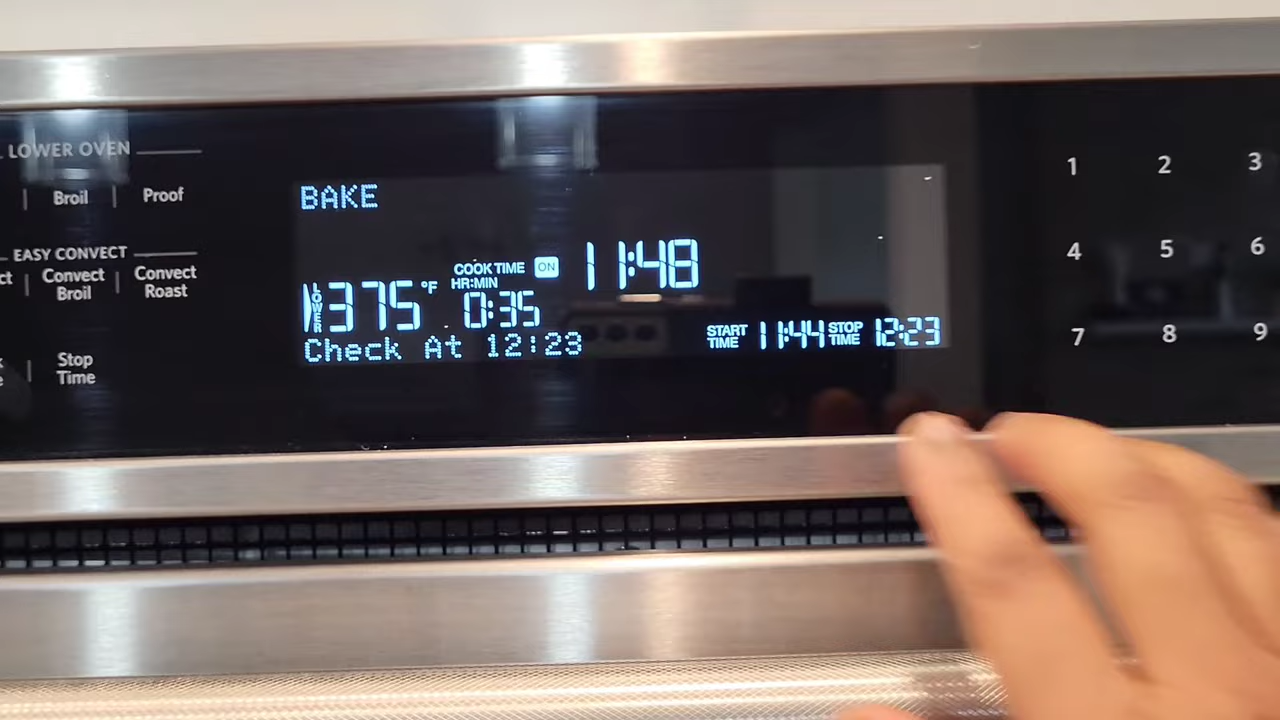 LOWER OVEN
Broil
Proof
EASY CONVECT
Convect
Broil
Convect
Roast
Stop
Time
BAKE
COOK TIME ON 11:48
HR:MIN
LOWER 375°F 0:35
Check At 12:23
START TIME 11:44 STOP TIME 12:23
1 2 3
4 5 6
7 8 9